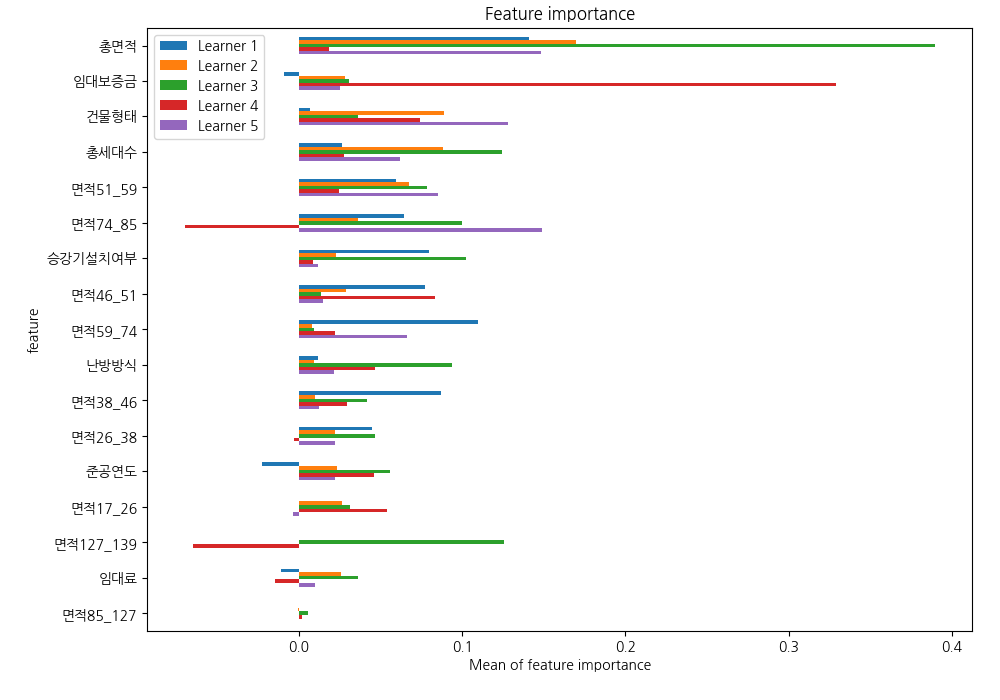 Feature importance
Learner 1
Learner 2
Learner 3
Learner 4
Learner 5
총면적
임대보증금
건물형태
총세대수
면적51_59
면적74_85
승강기설치여부
면적46_51
면적59_74
난방방식
면적38_46
면적26_38
준공연도
면적17_26
면적127_139
임대료
면적85_127
feature
0.0 0.1 0.2 0.3 0.4
Mean of feature importance